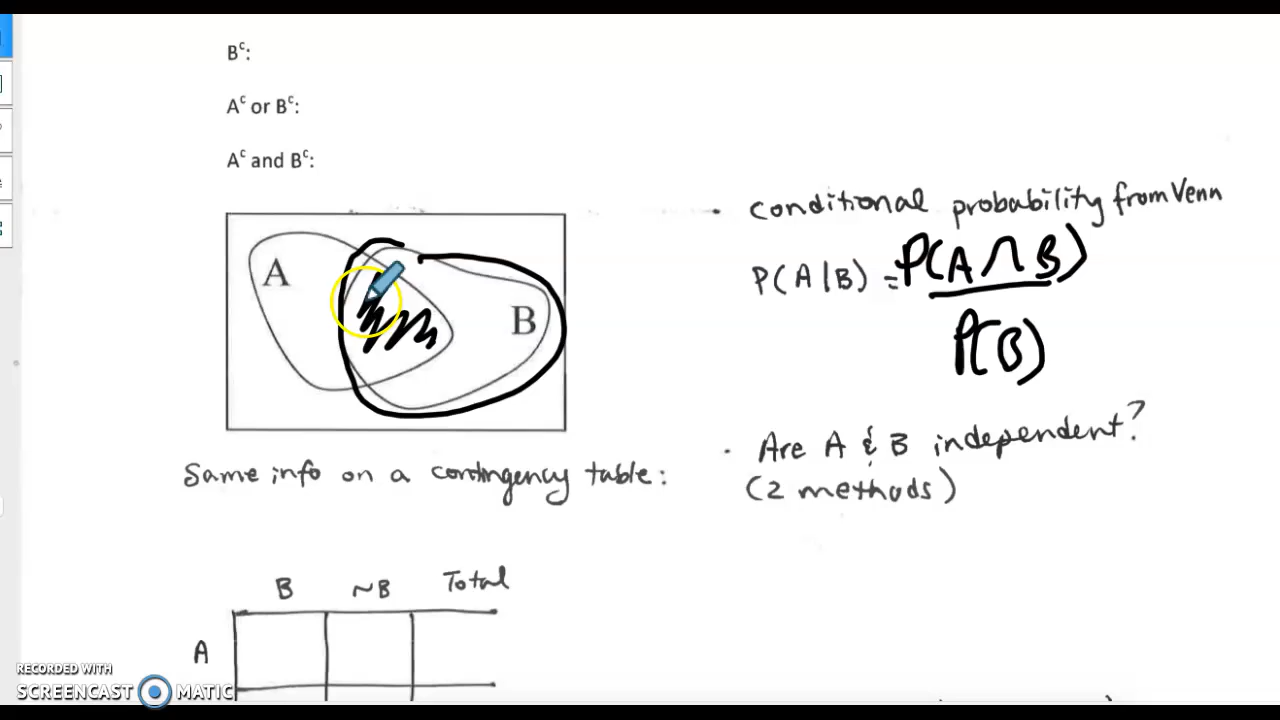 Bᶜ:
Aᶜ or Bᶜ:
Aᶜ and Bᶜ:
A
B
• conditional probability from Venn
P(A|B) = P(A∩B)
P(B)
• Are A & B independent?
(2 methods)
Same info on a contingency table:
B ~B Total
A
RECORDED WITH
SCREENCAST MATIC